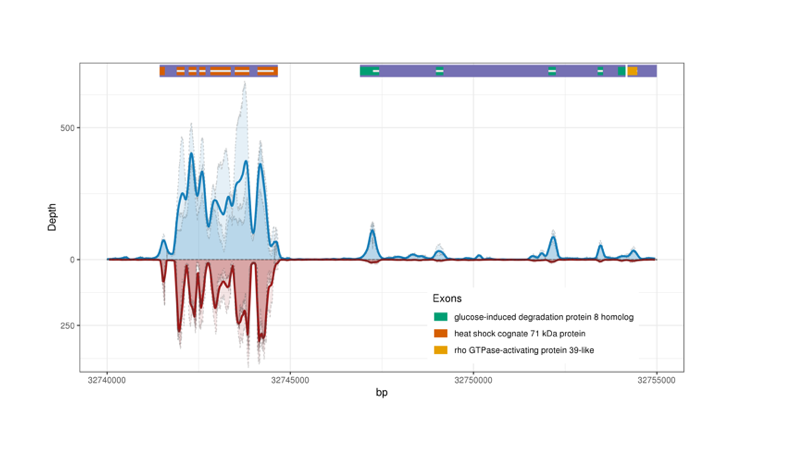 500
0
250
Depth
32740000
32745000
32750000
32755000
bp
Exons
glucose-induced degradation protein 8 homolog
heat shock cognate 71 kDa protein
rho GTPase-activating protein 39-like